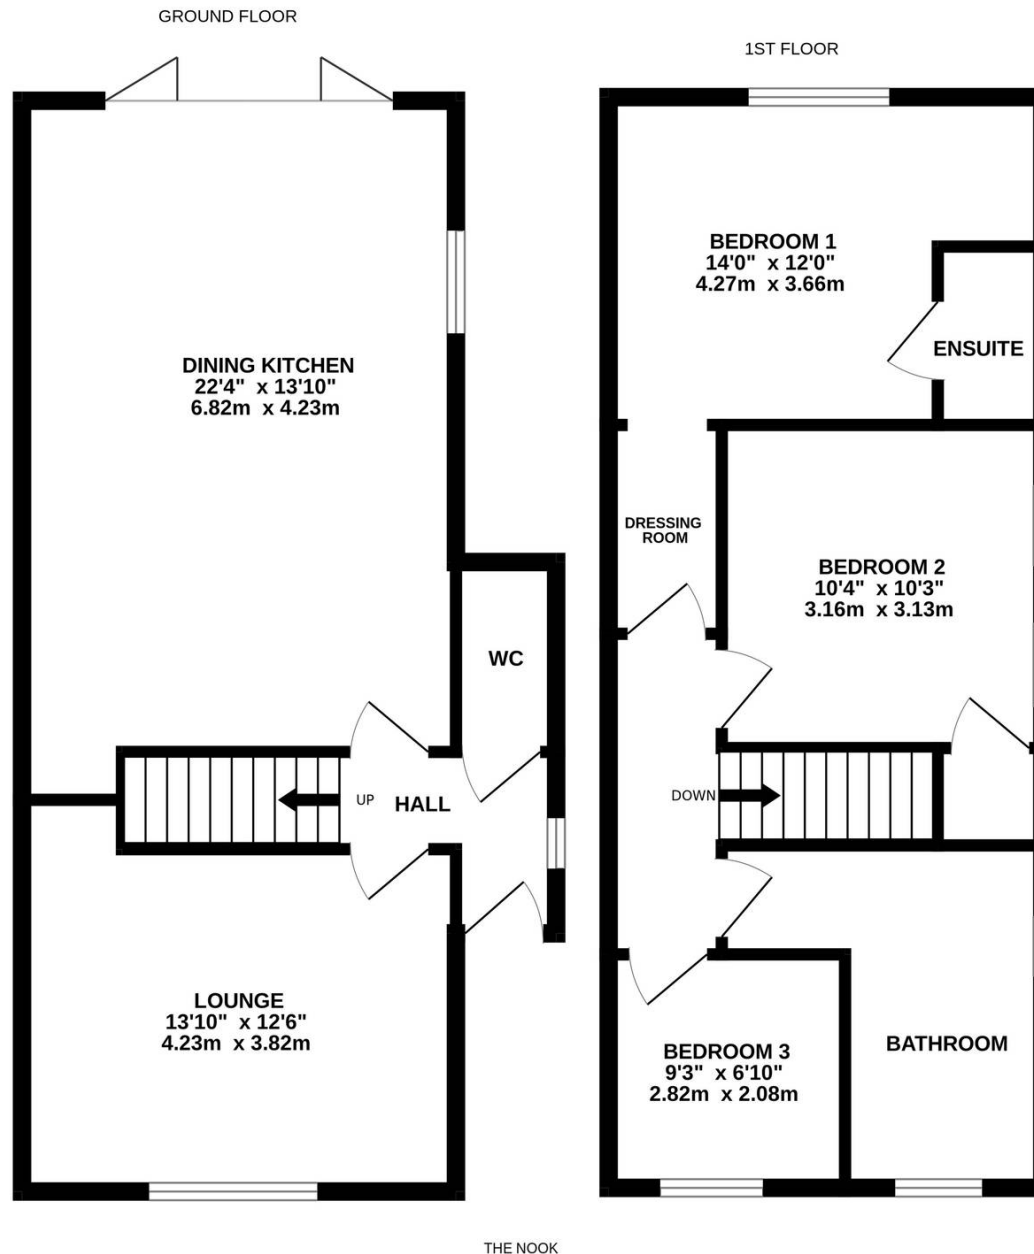 GROUND FLOOR
DINING KITCHEN
22'4" x 13'10"
6.82m x 4.23m
WC
UP
HALL
LOUNGE
13'10" x 12'6"
4.23m x 3.82m
1ST FLOOR
BEDROOM 1
14'0" x 12'0"
4.27m x 3.66m
ENSUITE
DRESSING
ROOM
BEDROOM 2
10'4" x 10'3"
3.16m x 3.13m
DOWN
BATHROOM
BEDROOM 3
9'3" x 6'10"
2.82m x 2.08m
THE NOOK